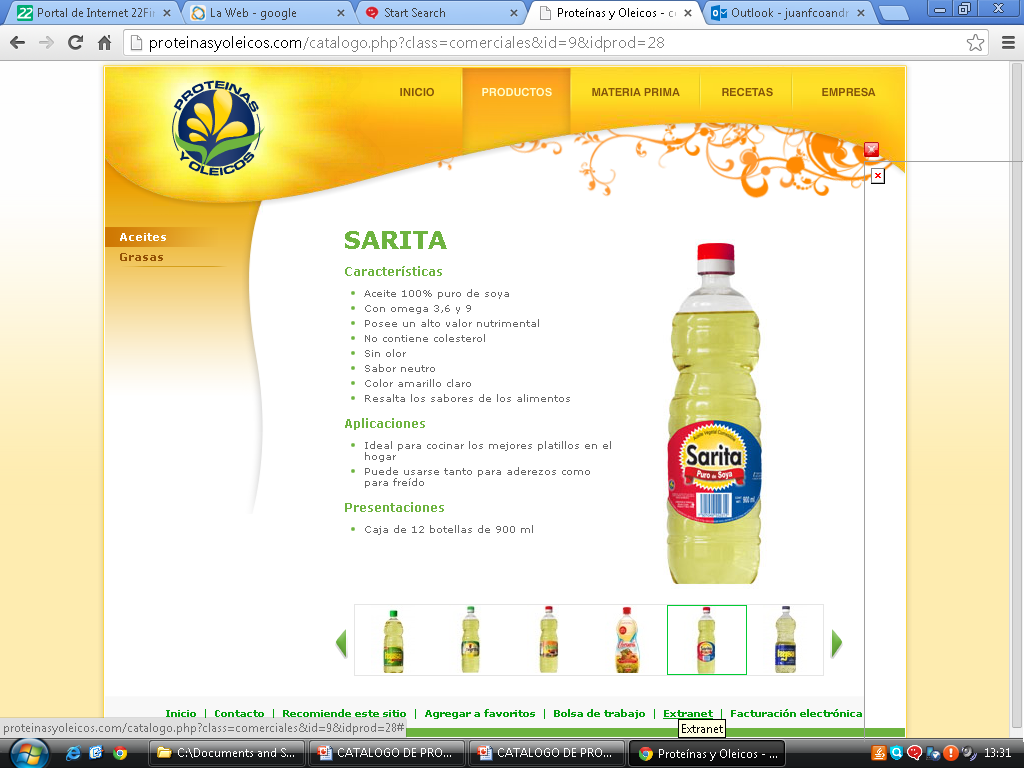 Portal de Internet 22Fin
La Web - google
Start Search
Proteínas y Oleicos - c
Outlook - juanfcoandr
proteinasyoleicos.com/catalogo.php?class=comerciales&id=9&idprod=28
PROTEINAS
Y OLEICOS
INICIO
PRODUCTOS
MATERIA PRIMA
RECETAS
EMPRESA
Aceites
Grasas
SARITA
Características
Aceite 100% puro de soya
Con omega 3,6 y 9
Posee un alto valor nutrimental
No contiene colesterol
Sin olor
Sabor neutro
Color amarillo claro
Resalta los sabores de los alimentos
Aplicaciones
Ideal para cocinar los mejores platillos en el
hogar
Puede usarse tanto para aderezos como
para freído
Presentaciones
Caja de 12 botellas de 900 ml
Aceite Vegetal Comestible
Sarita
Puro de Soya
900 ml
Inicio | Contacto | Recomiende este sitio | Agregar a favoritos | Bolsa de trabajo | Extranet | Facturación electrónica
proteinasyoleicos.com/catalogo.php?class=comerciales&id=9&idprod=28#
Extranet
C:\Documents and S...
CATALOGO DE PRO...
CATALOGO DE PRO...
Proteínas y Oleicos - ...
13:31